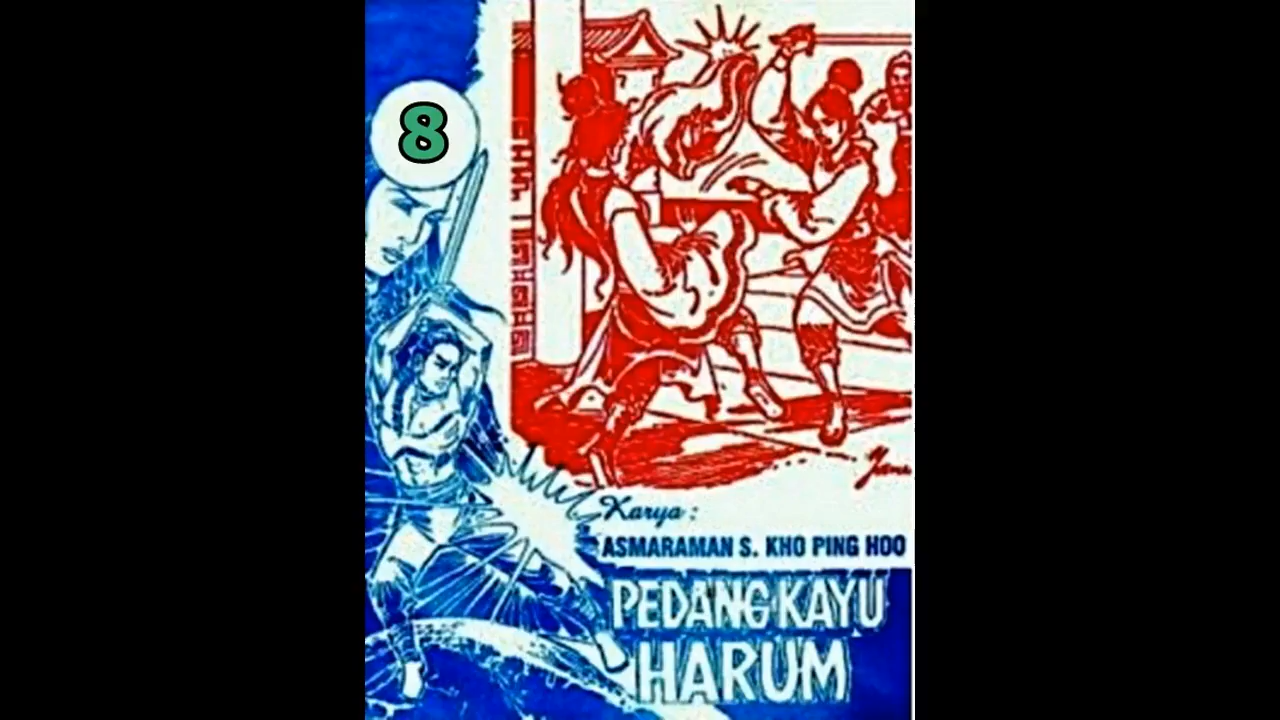 8
Karya :
ASMARAMAN S. KHO PING HOO
PEDANG KAYU
HARUM